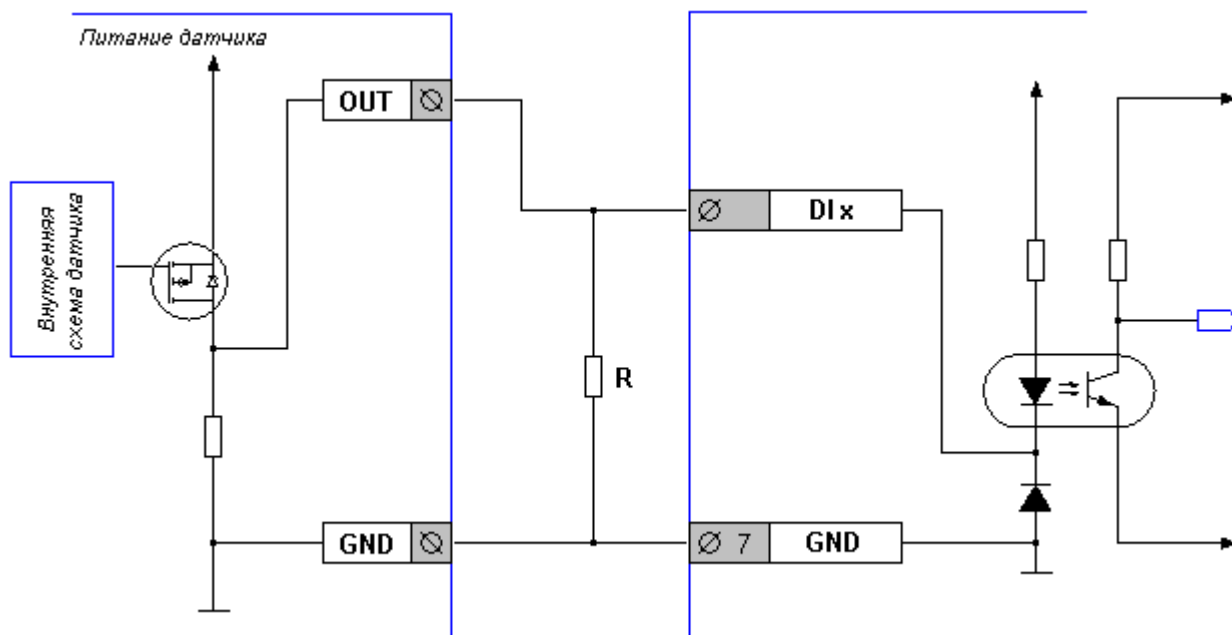 Питание датчика
OUT
DI x
Внутренняя
схема датчика
R
GND
7
GND